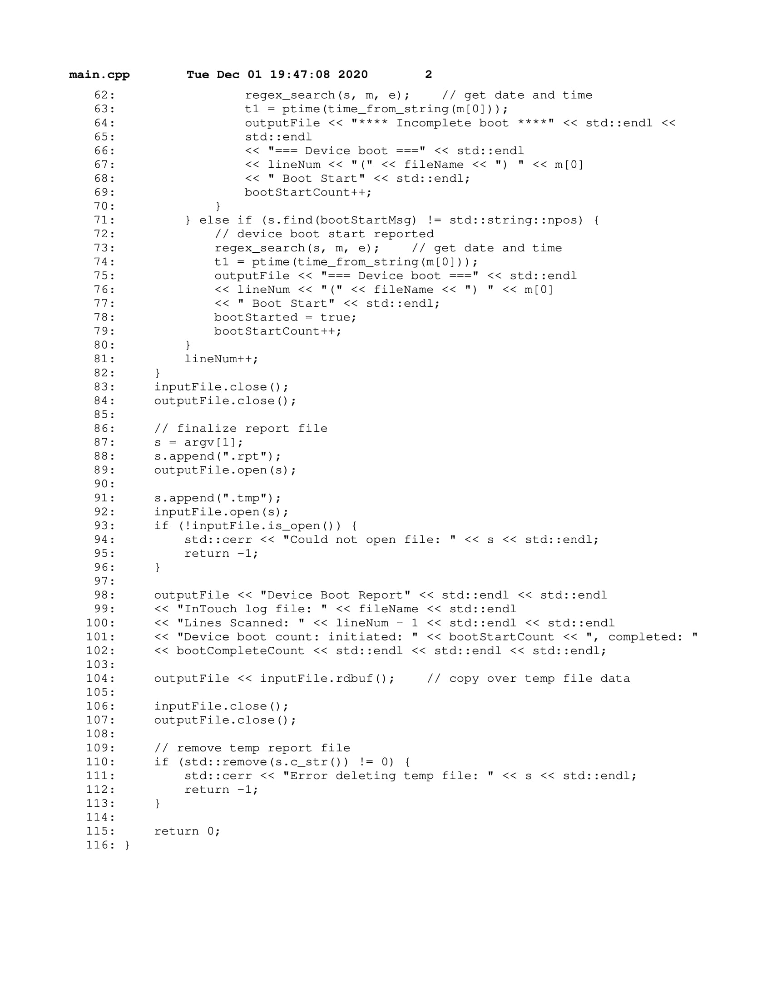 main.cpp        Tue Dec 01 19:47:08 2020        2
62:                 regex_search(s, m, e);    // get date and time
63:                 t1 = ptime(time_from_string(m[0]));
64:                 outputFile << "**** Incomplete boot ****" << std::endl <<
65:                 std::endl
66:                 << "=== Device boot ===" << std::endl
67:                 << lineNum << "(" << fileName << ") " << m[0]
68:                 << " Boot Start" << std::endl;
69:                 bootStartCount++;
70:             }
71:         } else if (s.find(bootStartMsg) != std::string::npos) {
72:             // device boot start reported
73:             regex_search(s, m, e);    // get date and time
74:             t1 = ptime(time_from_string(m[0]));
75:             outputFile << "=== Device boot ===" << std::endl
76:             << lineNum << "(" << fileName << ") " << m[0]
77:             << " Boot Start" << std::endl;
78:             bootStarted = true;
79:             bootStartCount++;
80:         }
81:         lineNum++;
82:     }
83:     inputFile.close();
84:     outputFile.close();
85:
86:     // finalize report file
87:     s = argv[1];
88:     s.append(".rpt");
89:     outputFile.open(s);
90:
91:     s.append(".tmp");
92:     inputFile.open(s);
93:     if (!inputFile.is_open()) {
94:         std::cerr << "Could not open file: " << s << std::endl;
95:         return -1;
96:     }
97:
98:     outputFile << "Device Boot Report" << std::endl << std::endl
99:     << "InTouch log file: " << fileName << std::endl
100:     << "Lines Scanned: " << lineNum - 1 << std::endl << std::endl
101:     << "Device boot count: initiated: " << bootStartCount << ", completed: "
102:     << bootCompleteCount << std::endl << std::endl << std::endl;
103:
104:     outputFile << inputFile.rdbuf();    // copy over temp file data
105:
106:     inputFile.close();
107:     outputFile.close();
108:
109:     // remove temp report file
110:     if (std::remove(s.c_str()) != 0) {
111:         std::cerr << "Error deleting temp file: " << s << std::endl;
112:         return -1;
113:     }
114:
115:     return 0;
116: }